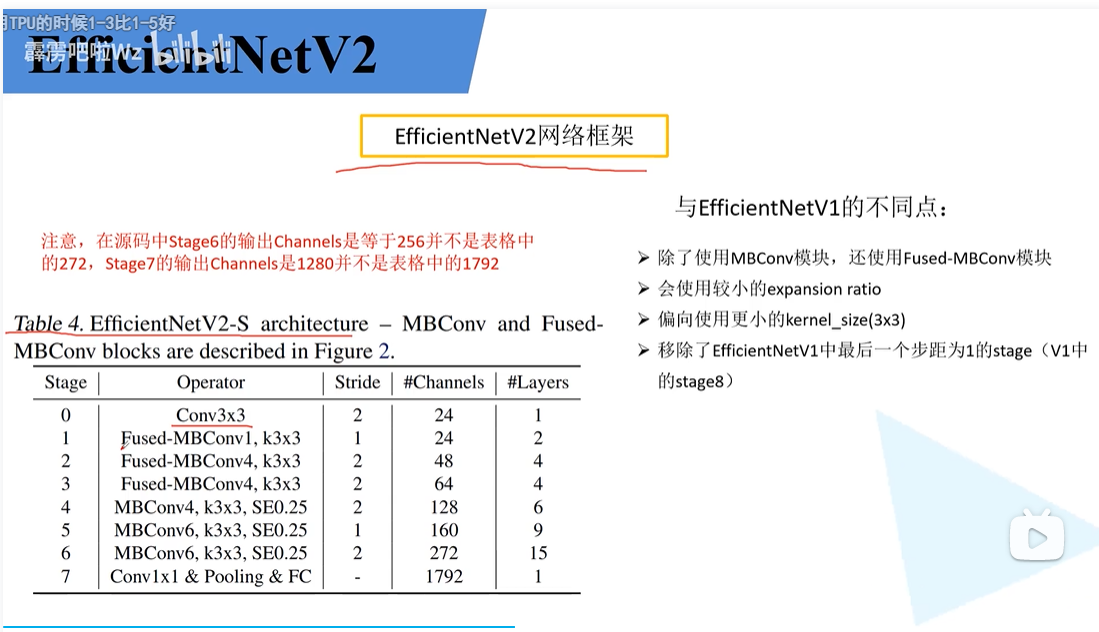 用TPU的时候1-3比1-5好
霹雳吧啦Wz bilibili
EfficientNetV2
EfficientNetV2网络框架
与EfficientNetV1的不同点：
注意，在源码中Stage6的输出Channels是等于256并不是表格中
的272，Stage7的输出Channels是1280并不是表格中的1792
➢ 除了使用MBConv模块，还使用Fused-MBConv模块
➢ 会使用较小的expansion ratio
➢ 偏向使用更小的kernel_size(3x3)
➢ 移除了EfficientNetV1中最后一个步距为1的stage（V1中
的stage8）
Table 4. EfficientNetV2-S architecture – MBConv and Fused-
MBConv blocks are described in Figure 2.
Stage Operator Stride #Channels #Layers
0 Conv3x3 2 24 1
1 Fused-MBConv1, k3x3 1 24 2
2 Fused-MBConv4, k3x3 2 48 4
3 Fused-MBConv4, k3x3 2 64 4
4 MBConv4, k3x3, SE0.25 2 128 6
5 MBConv6, k3x3, SE0.25 1 160 9
6 MBConv6, k3x3, SE0.25 2 272 15
7 Conv1x1 & Pooling & FC - 1792 1